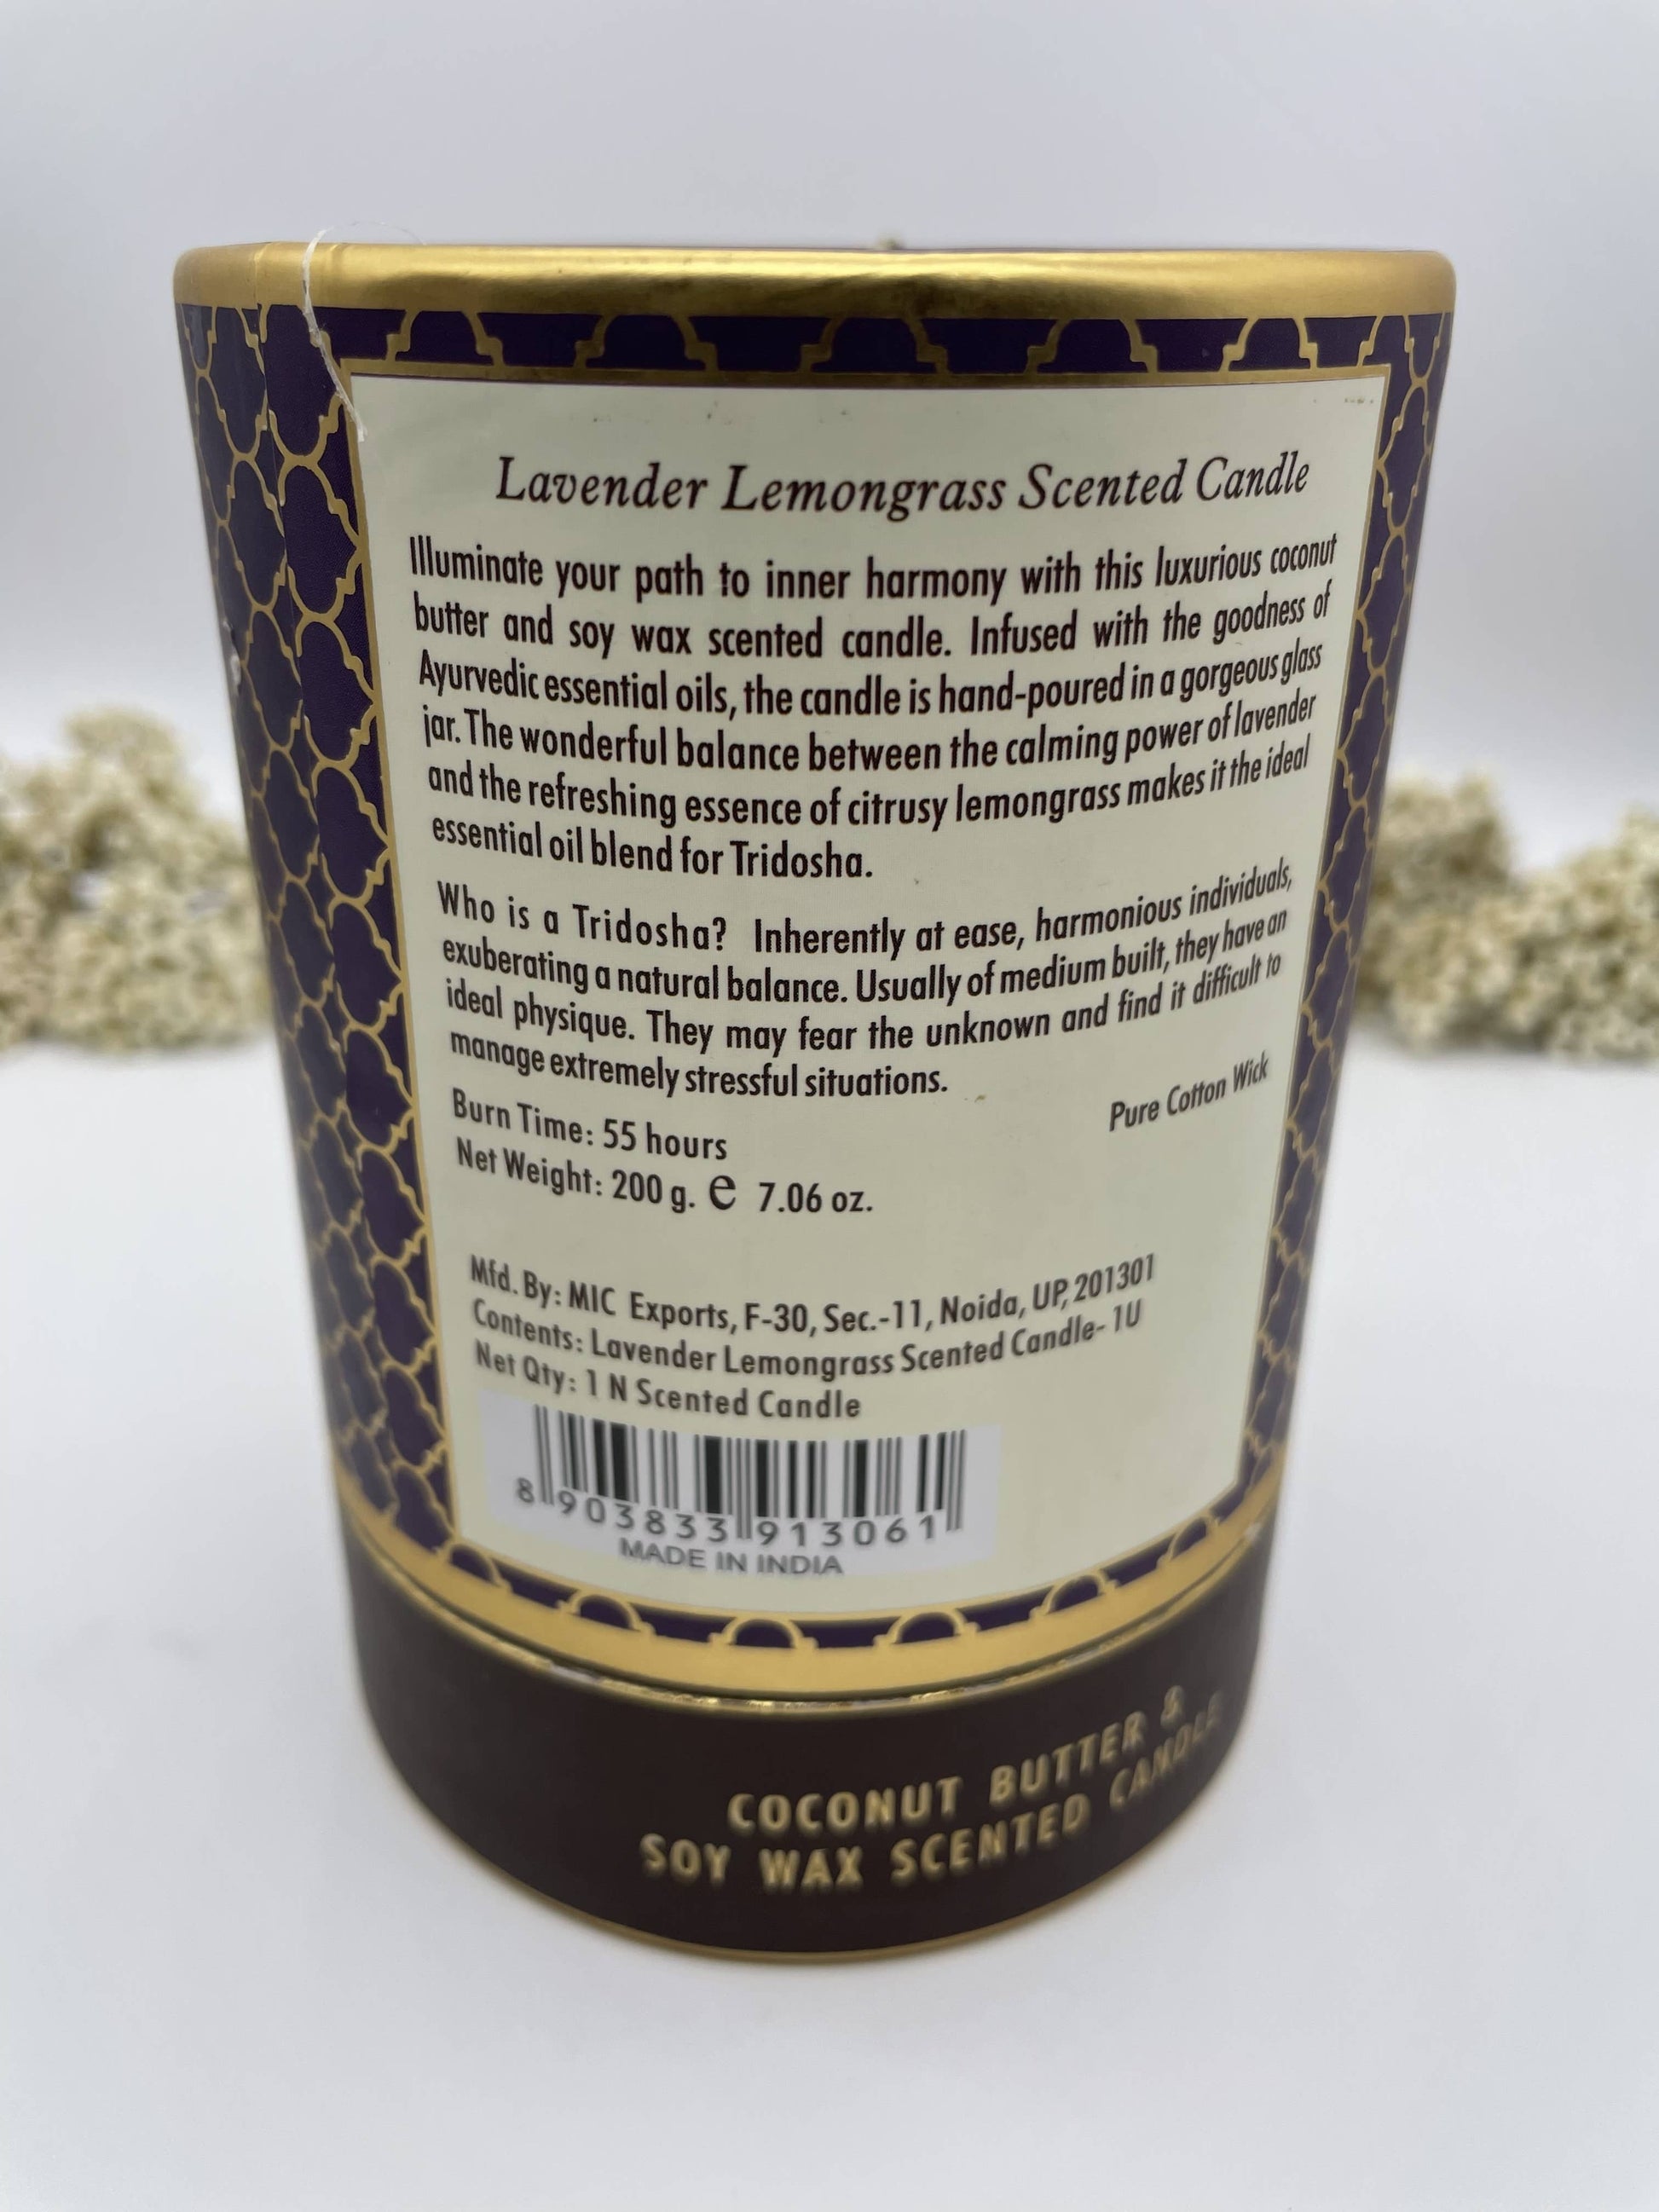 Lavender Lemongrass Scented Candle
Illuminate your path to inner harmony with this luxurious coconut
butter and soy wax scented candle. Infused with the goodness of
Ayurvedic essential oils, the candle is hand-poured in a gorgeous glass
jar. The wonderful balance between the calming power of lavender
and the refreshing essence of citrusy lemongrass makes it the ideal
essential oil blend for Tridosha.
Who is a Tridosha? Inherently at ease, harmonious individuals,
exuberating a natural balance. Usually of medium built, they have an
ideal physique. They may fear the unknown and find it difficult to
manage extremely stressful situations.
Burn Time: 55 hours
Pure Cotton Wick
Net Weight: 200 g. e 7.06 oz.
Mfd. By: MIC Exports, F-30, Sec.-11, Noida, UP, 201301
Contents: Lavender Lemongrass Scented Candle- 1U
Net Qty: 1 N Scented Candle
8 903833 913061
MADE IN INDIA
COCONUT BUTTER &
SOY WAX SCENTED CANDLE